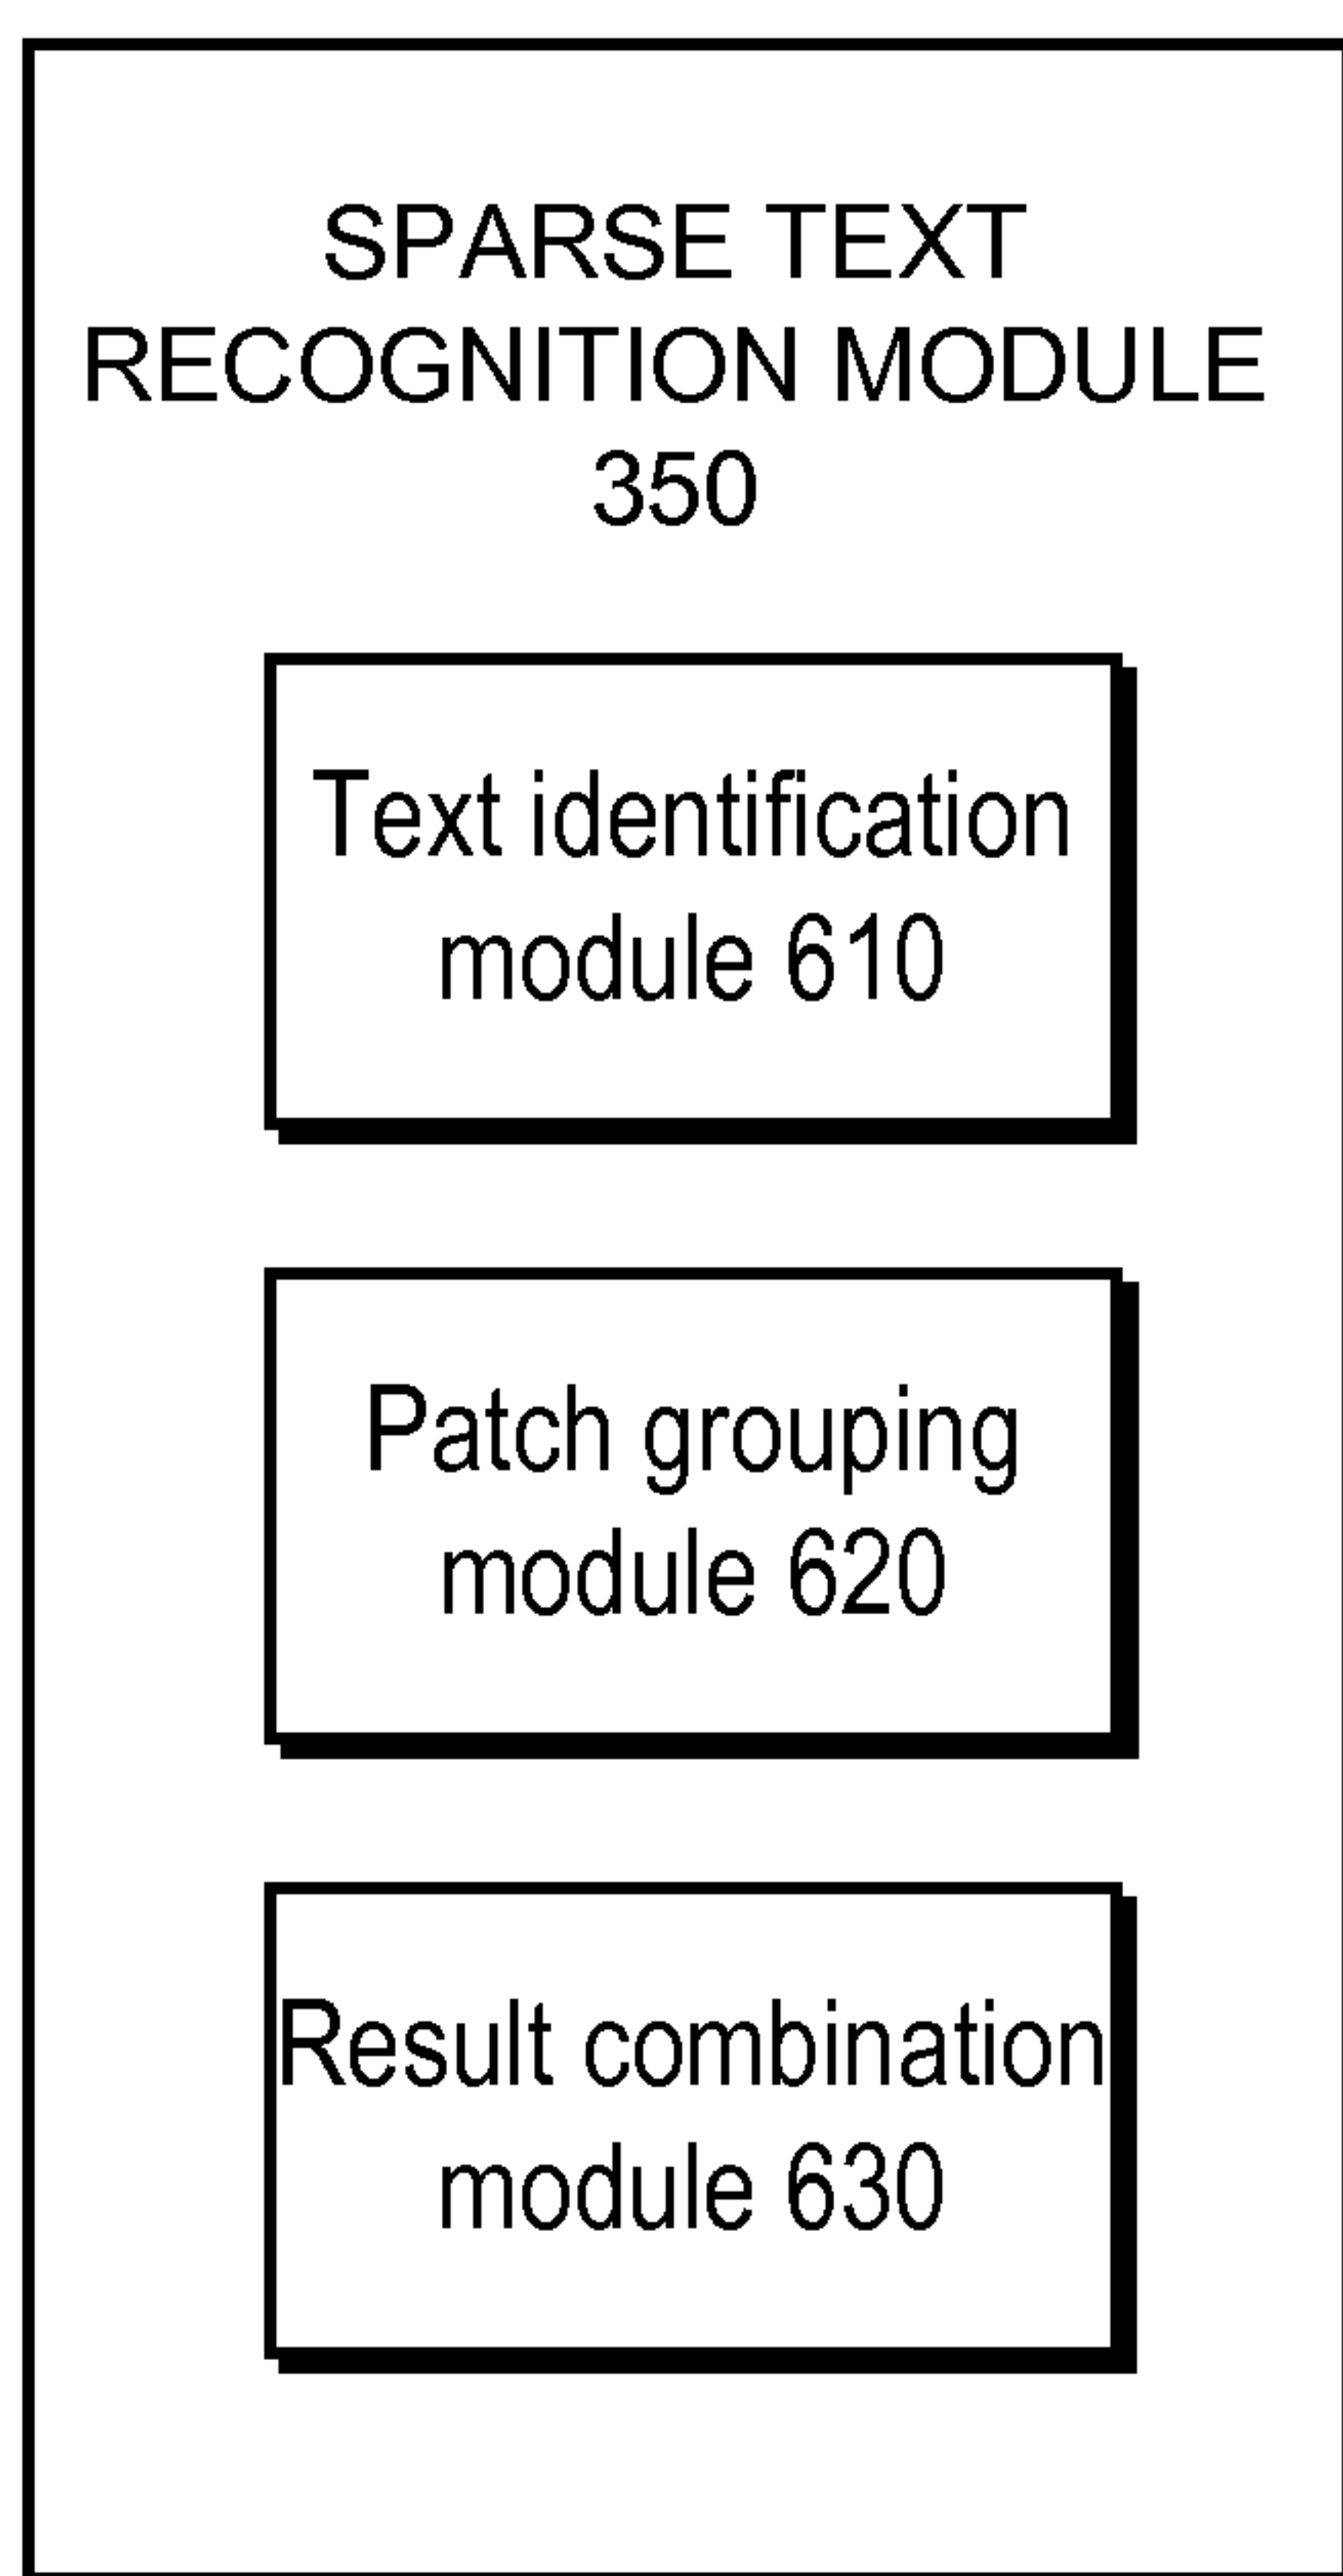 SPARSE TEXT
RECOGNITION MODULE
350
Text identification
module 610
Patch grouping
module 620
Result combination
module 630